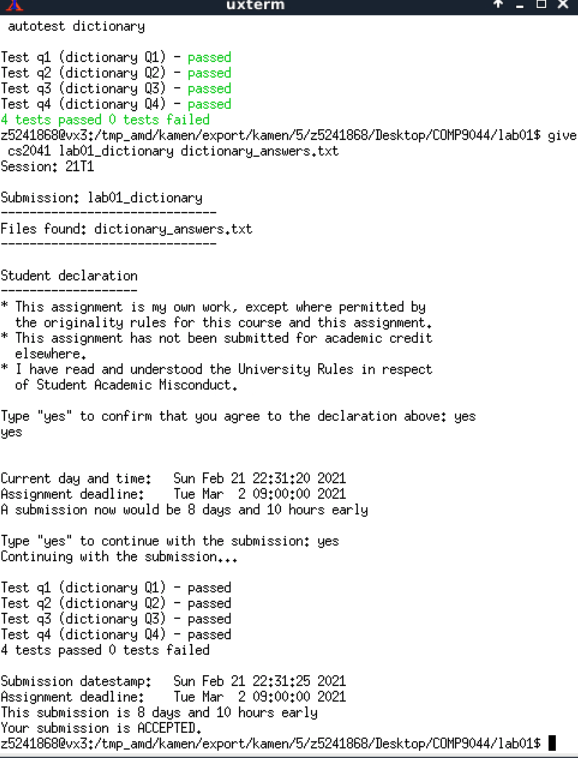 uxterm
autotest dictionary
Test q1 (dictionary Q1) - passed
Test q2 (dictionary Q2) - passed
Test q3 (dictionary Q3) - passed
Test q4 (dictionary Q4) - passed
4 tests passed 0 tests failed
z5241868@vx3:/tmp_amd/kamen/export/kamen/5/z5241868/Desktop/COMP9044/lab01$ give
cs2041 lab01_dictionary dictionary_answers.txt
Session: 21T1
Submission: lab01_dictionary
------------------------------
Files found: dictionary_answers.txt
------------------------------
Student declaration
-------------------
* This assignment is my own work, except where permitted by
the originality rules for this course and this assignment.
* This assignment has not been submitted for academic credit
elsewhere.
* I have read and understood the University Rules in respect
of Student Academic Misconduct.
Type "yes" to confirm that you agree to the declaration above: yes
yes
Current day and time:   Sun Feb 21 22:31:20 2021
Assignment deadline:    Tue Mar  2 09:00:00 2021
A submission now would be 8 days and 10 hours early
Type "yes" to continue with the submission: yes
Continuing with the submission...
Test q1 (dictionary Q1) - passed
Test q2 (dictionary Q2) - passed
Test q3 (dictionary Q3) - passed
Test q4 (dictionary Q4) - passed
4 tests passed 0 tests failed
Submission datestamp:   Sun Feb 21 22:31:25 2021
Assignment deadline:    Tue Mar  2 09:00:00 2021
This submission is 8 days and 10 hours early
Your submission is ACCEPTED.
z5241868@vx3:/tmp_amd/kamen/export/kamen/5/z5241868/Desktop/COMP9044/lab01$